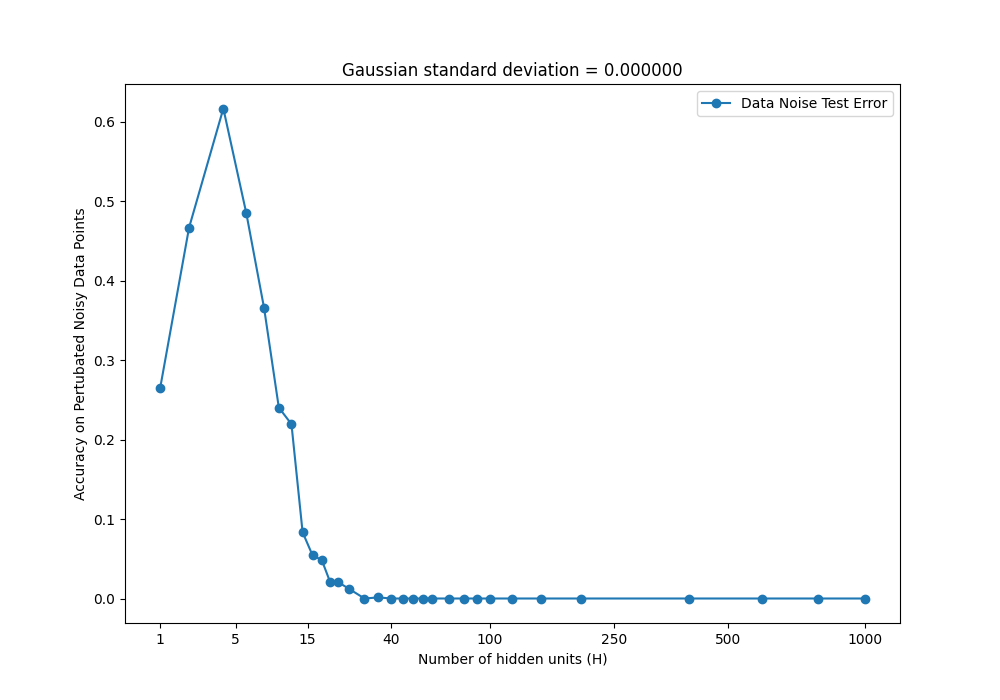 Gaussian standard deviation = 0.000000
Data Noise Test Error
Accuracy on Pertubated Noisy Data Points
0.6
0.5
0.4
0.3
0.2
0.1
0.0
1 5 15 40 100 250 500 1000
Number of hidden units (H)